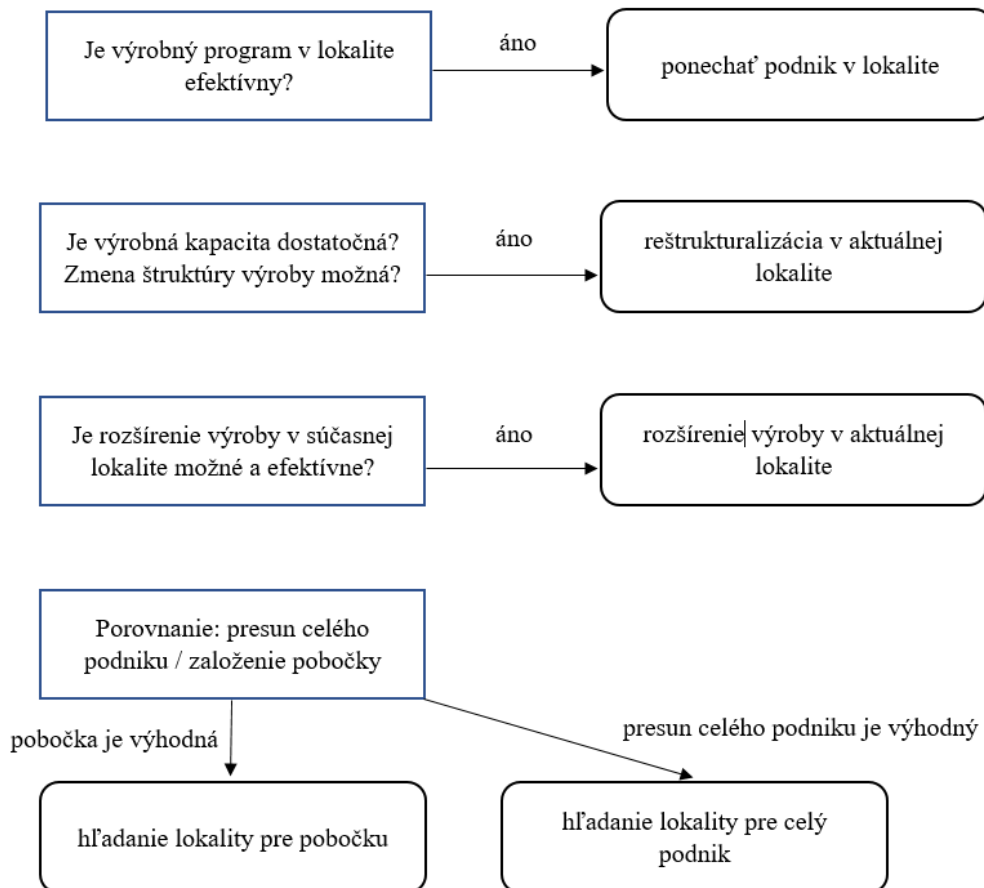 Je výrobný program v lokalite
efektívny?
áno
ponechať podnik v lokalite
Je výrobná kapacita dostatočná?
Zmena štruktúry výroby možná?
áno
reštrukturalizácia v aktuálnej
lokalite
Je rozšírenie výroby v súčasnej
lokalite možné a efektívne?
áno
rozšírenie výroby v aktuálnej
lokalite
Porovnanie: presun celého
podniku / založenie pobočky
pobočka je výhodná
presun celého podniku je výhodný
hľadanie lokality pre pobočku
hľadanie lokality pre celý
podnik